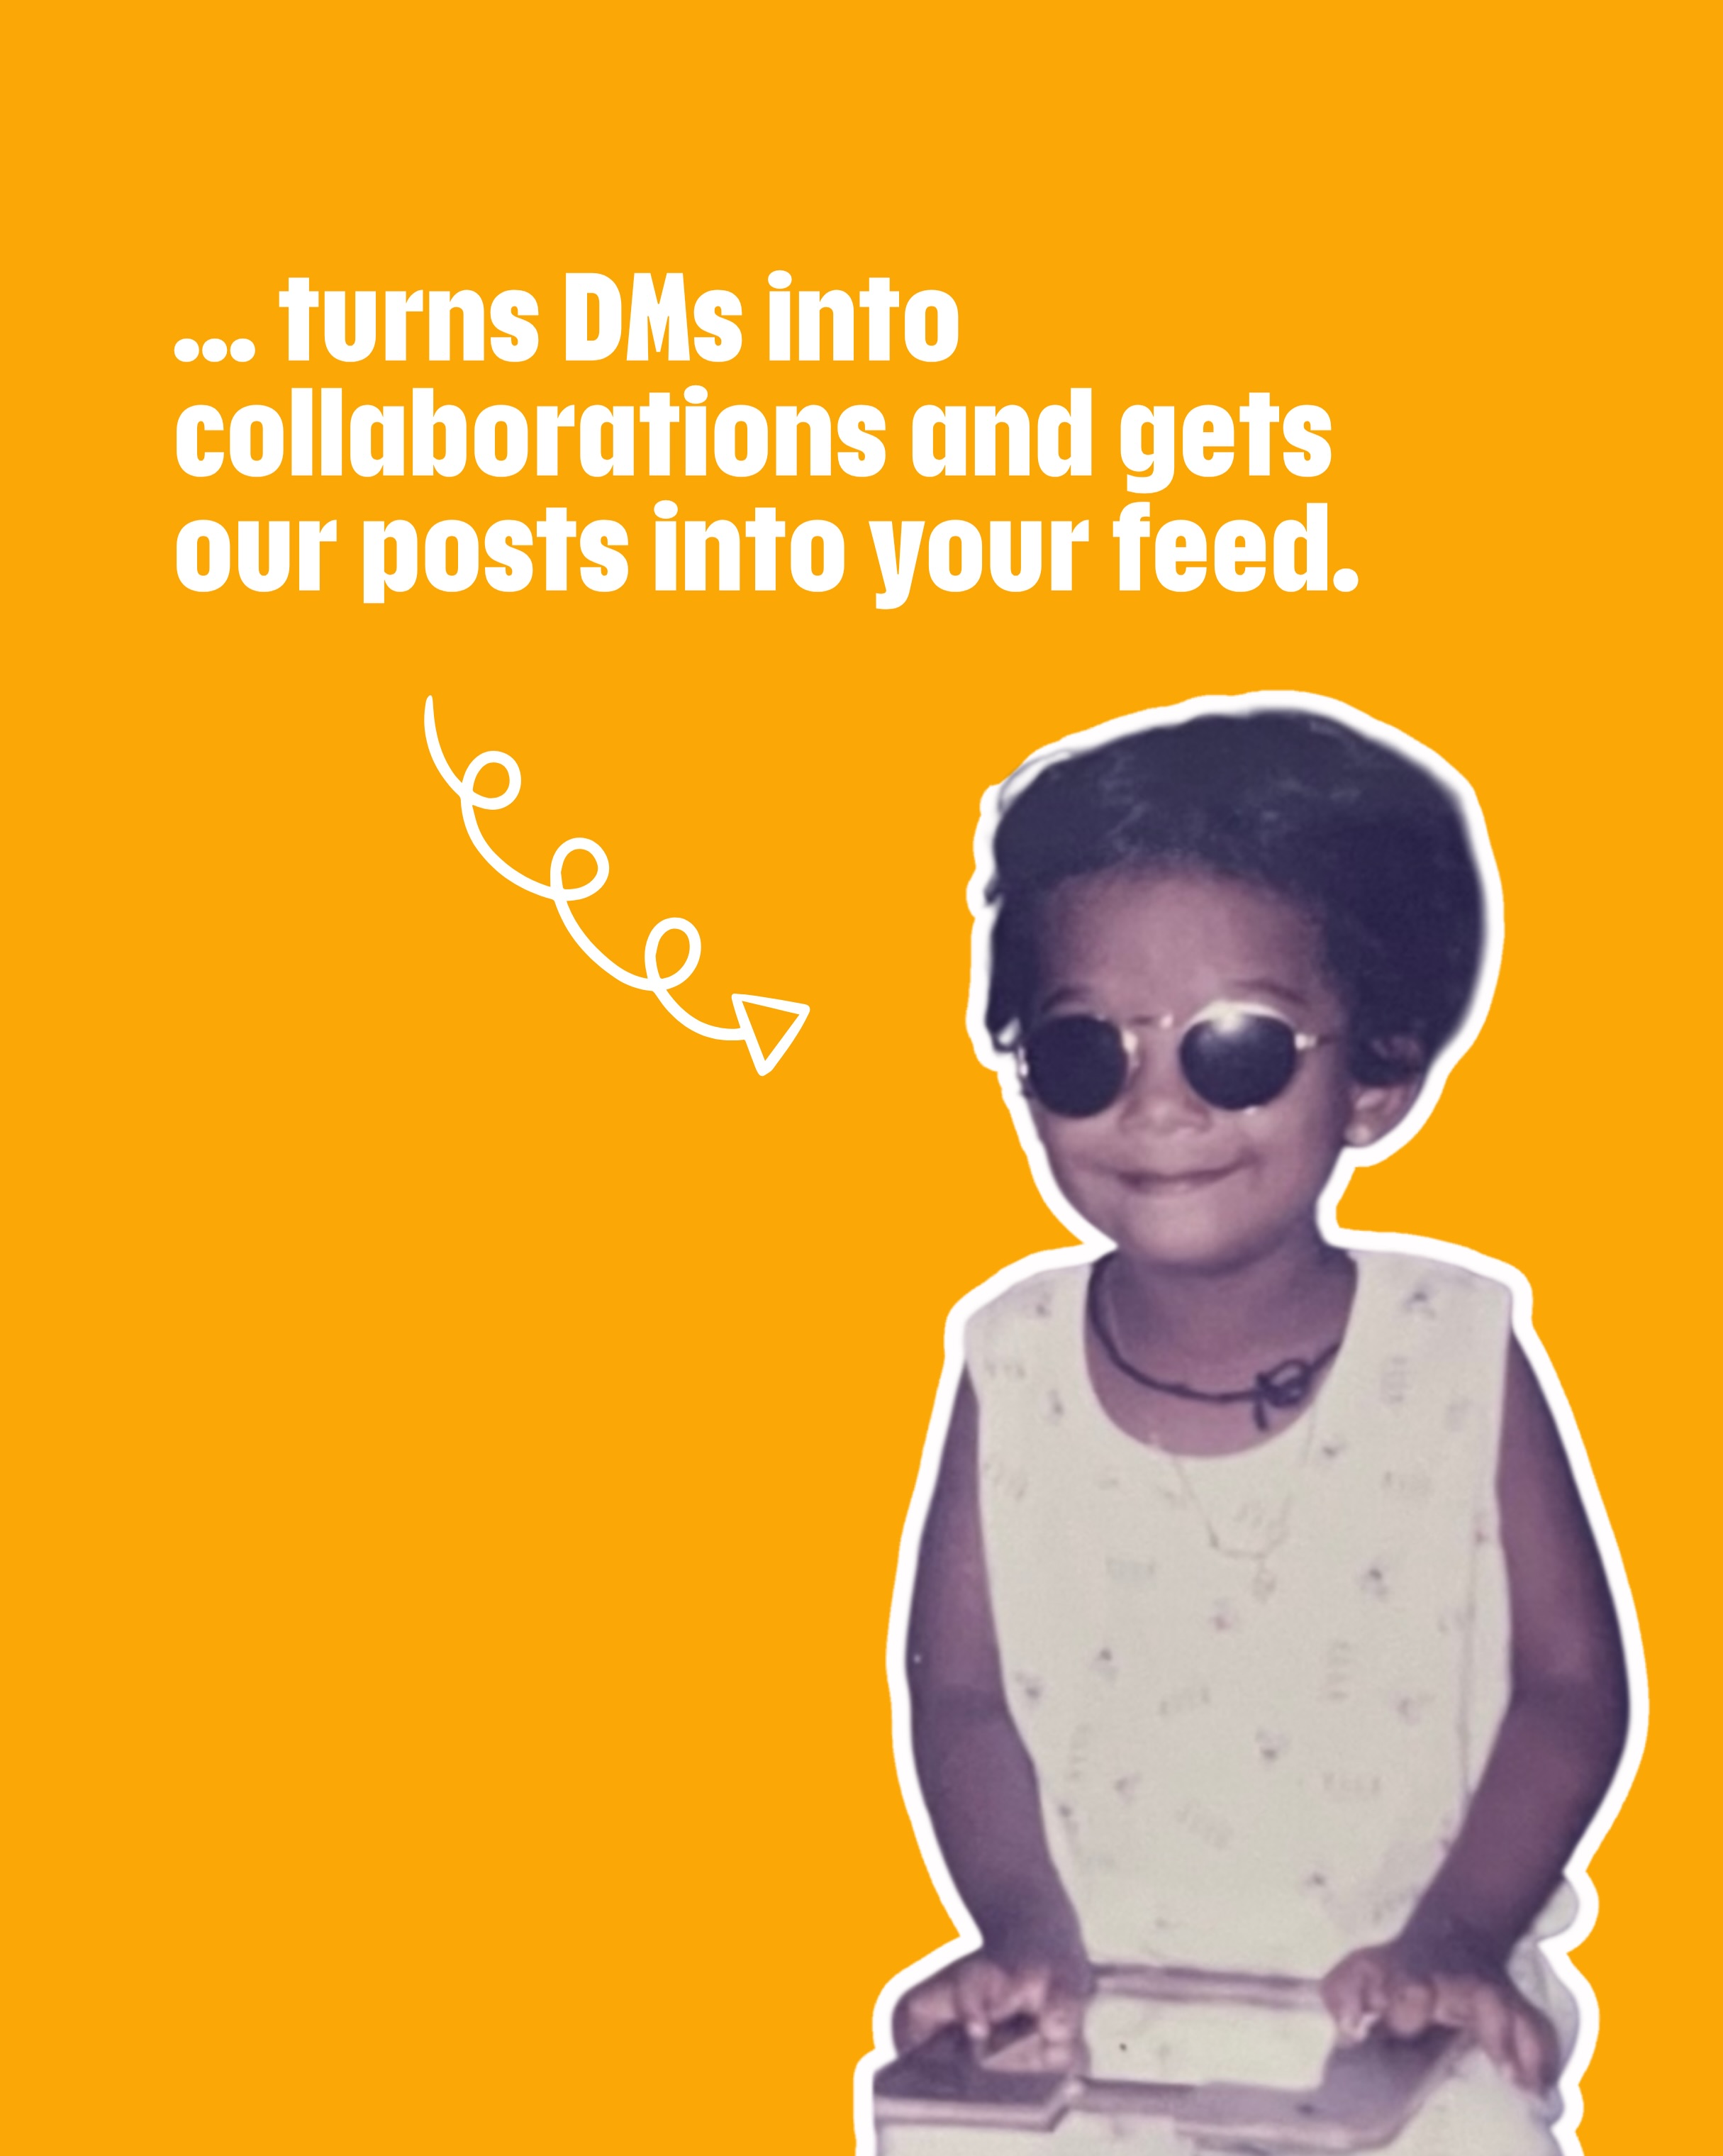 ... turns DMs into
collaborations and gets
our posts into your feed.